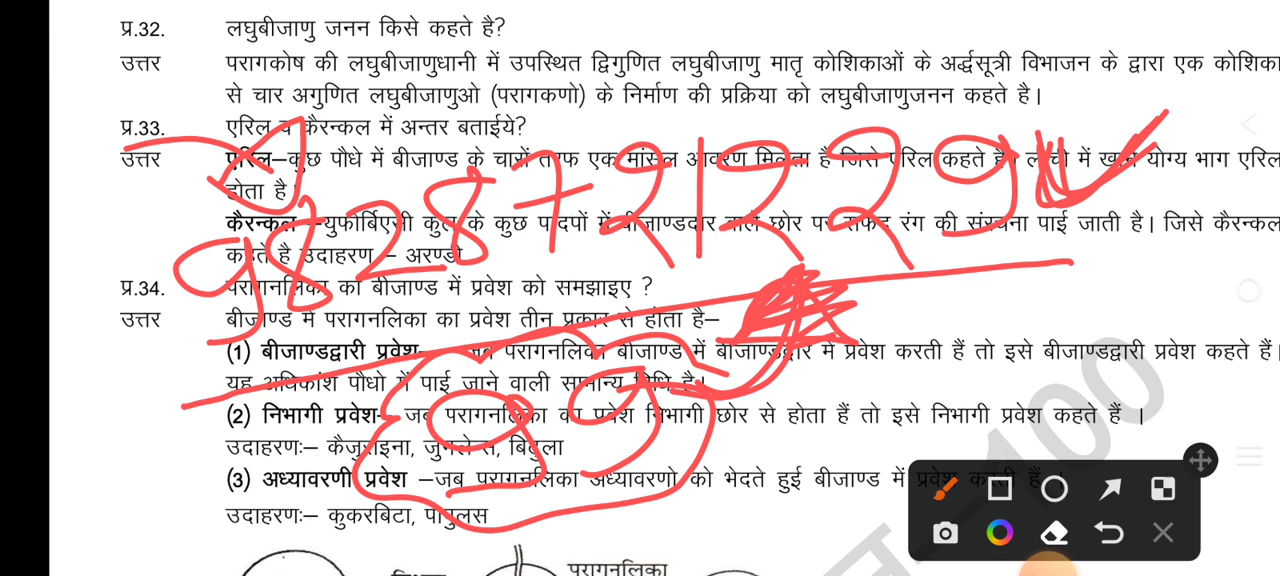 प्र.32. लघुबीजाणु जनन किसे कहते है?
उत्तर परागकोष की लघुबीजाणुधानी में उपस्थित द्विगुणित लघुबीजाणु मातृ कोशिकाओं के अर्द्धसूत्री विभाजन के द्वारा एक कोशिका
से चार अगुणित लघुबीजाणुओ (परागकणो) के निर्माण की प्रक्रिया को लघुबीजाणुजनन कहते है।
प्र.33. एरिल व कैरन्कल में अन्तर बताईये?
उत्तर एरिल–कुछ पौधे में बीजाण्ड के चारों तरफ एक मांसल आवरण मिलता है जिसे एरिल कहते है। लीची में खाने योग्य भाग एरिल
होता है।
कैरन्कल –युफोर्बिएसी कुल के कुछ पादपों में बीजाण्डद्वार वाले छोर पर सफेद रंग की संरचना पाई जाती है। जिसे कैरन्कल
कहते है उदाहरण – अरण्डी
9828721229
प्र.34. परागनलिका का बीजाण्ड में प्रवेश को समझाइए ?
उत्तर बीजाण्ड में परागनलिका का प्रवेश तीन प्रकार से होता है–
(1) बीजाण्डद्वारी प्रवेश– जब परागनलिका बीजाण्ड में बीजाण्डद्वार में प्रवेश करती हैं तो इसे बीजाण्डद्वारी प्रवेश कहते हैं।
यह अधिकांश पौधो में पाई जाने वाली सामान्य विधि है।
(2) निभागी प्रवेश– जब परागनलिका का प्रवेश निभागी छोर से होता हैं तो इसे निभागी प्रवेश कहते हैं ।
99
उदाहरणः– कैजुराइना, जुगलेन्स, बिटुला
(3) अध्यावरणी प्रवेश –जब परागनलिका अध्यावरणो को भेदते हुई बीजाण्ड में प्रवेश करती हैं ।
उदाहरणः– कुकरबिटा, पापुलस
परागनलिका
100